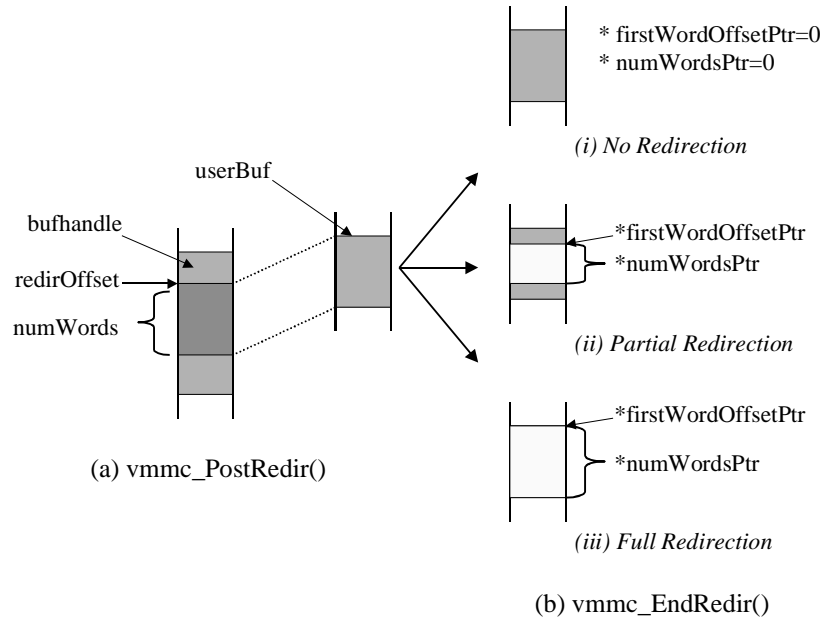 * firstWordOffsetPtr=0
* numWordsPtr=0
(i) No Redirection
userBuf
bufhandle
redirOffset
numWords
*firstWordOffsetPtr
*numWordsPtr
(ii) Partial Redirection
*firstWordOffsetPtr
*numWordsPtr
(iii) Full Redirection
(a) vmmc_PostRedir()
(b) vmmc_EndRedir()